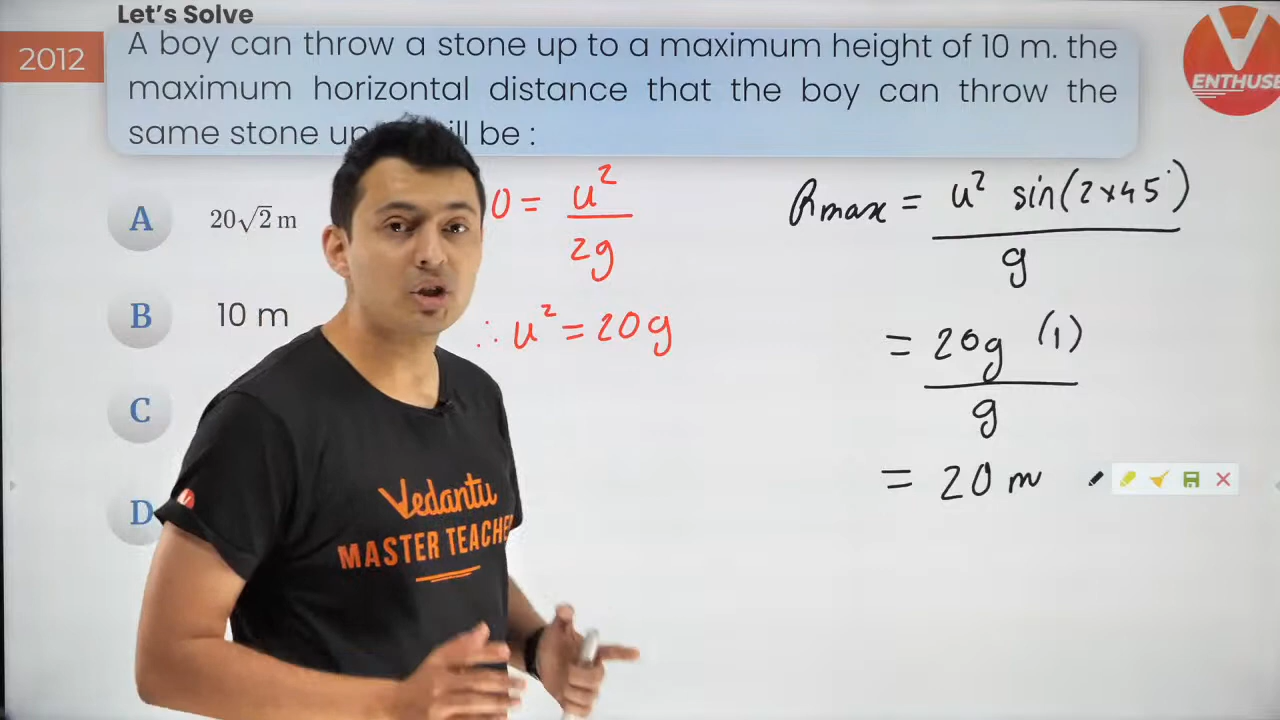 Let's Solve
2012
A boy can throw a stone up to a maximum height of 10 m. the
maximum horizontal distance that the boy can throw the
same stone up will be :
ENTHUSE
A 20√2 m
B 10 m
C
D
0 = u² / 2g
∴ u² = 20g
Rmax = u² sin(2×45°) / g
= 20g (1) / g
= 20 m
Vedantu
MASTER TEACHE